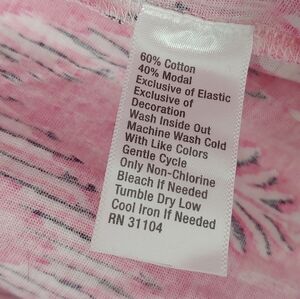 60% Cotton
40% Modal
Exclusive of Elastic
Exclusive of
Decoration
Wash Inside Out
Machine Wash Cold
With Like Colors
Gentle Cycle
Only Non-Chlorine
Bleach If Needed
Tumble Dry Low
Cool Iron If Needed
RN 31104